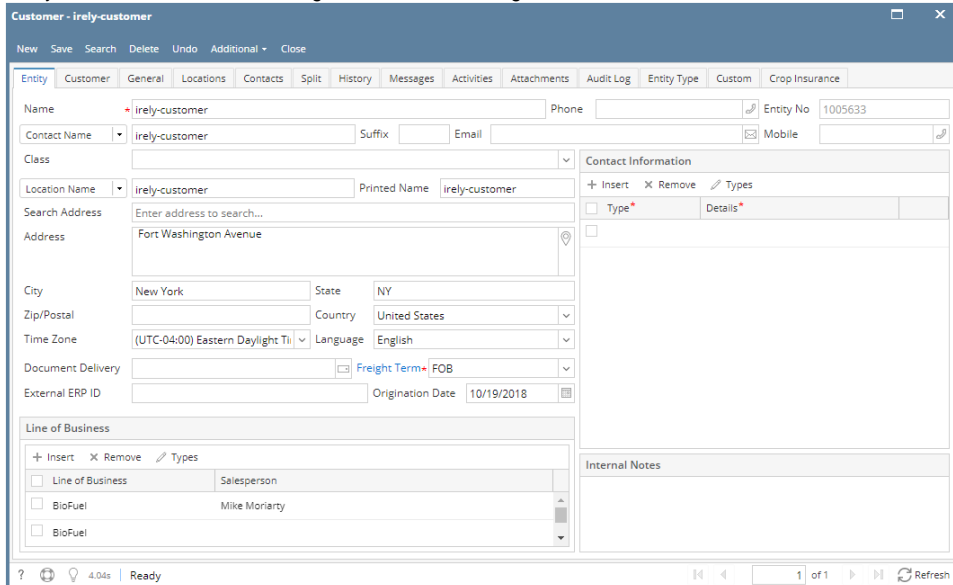 Customer - irely-customer
New Save Search Delete Undo Additional Close
Entity Customer General Locations Contacts Split History Messages Activities Attachments Audit Log Entity Type Custom Crop Insurance
Name * irely-customer Phone Entity No 1005633
Contact Name irely-customer Suffix Email Mobile
Class
Location Name irely-customer Printed Name irely-customer
Search Address Enter address to search...
Address Fort Washington Avenue
City New York State NY
Zip/Postal Country United States
Time Zone (UTC-04:00) Eastern Daylight Ti Language English
Document Delivery Freight Term* FOB
External ERP ID Origination Date 10/19/2018
Line of Business
+ Insert X Remove Types
Line of Business Salesperson
BioFuel Mike Moriarty
BioFuel
Contact Information
+ Insert X Remove Types
Type* Details*
Internal Notes
? 4.04s Ready 1 of 1 Refresh